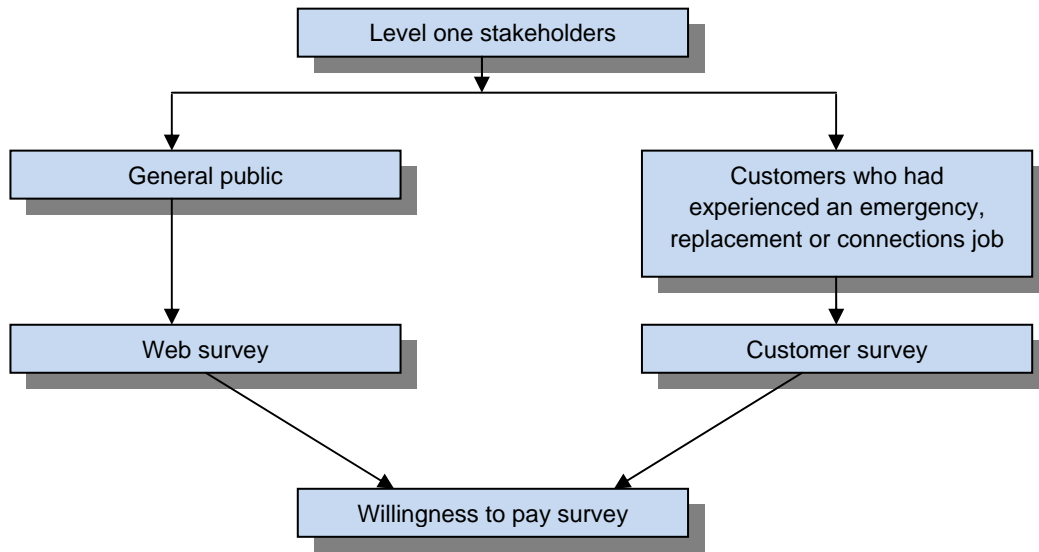 Level one stakeholders
General public
Customers who had
experienced an emergency,
replacement or connections job
Web survey
Customer survey
Willingness to pay survey